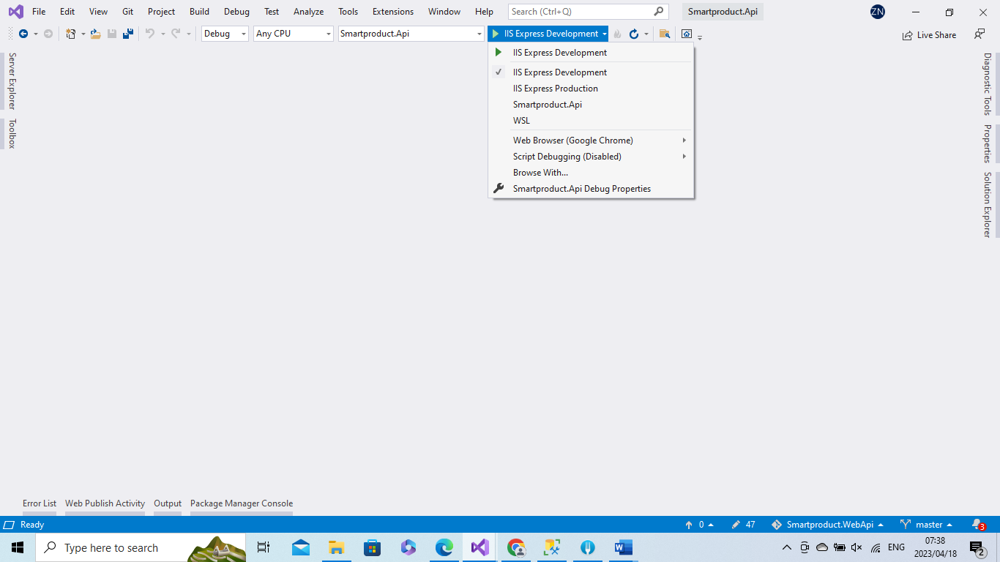 File Edit View Git Project Build Debug Test Analyze Tools Extensions Window Help Search (Ctrl+Q) Smartproduct.Api ZN
Debug Any CPU Smartproduct.Api IIS Express Development Live Share
IIS Express Development
IIS Express Development
IIS Express Production
Smartproduct.Api
WSL
Web Browser (Google Chrome)
Script Debugging (Disabled)
Browse With...
Smartproduct.Api Debug Properties
Server Explorer
Toolbox
Diagnostic Tools
Properties
Solution Explorer
Error List Web Publish Activity Output Package Manager Console
Ready 0 47 Smartproduct.WebApi master 3
Type here to search ENG 07:38
2023/04/18 2